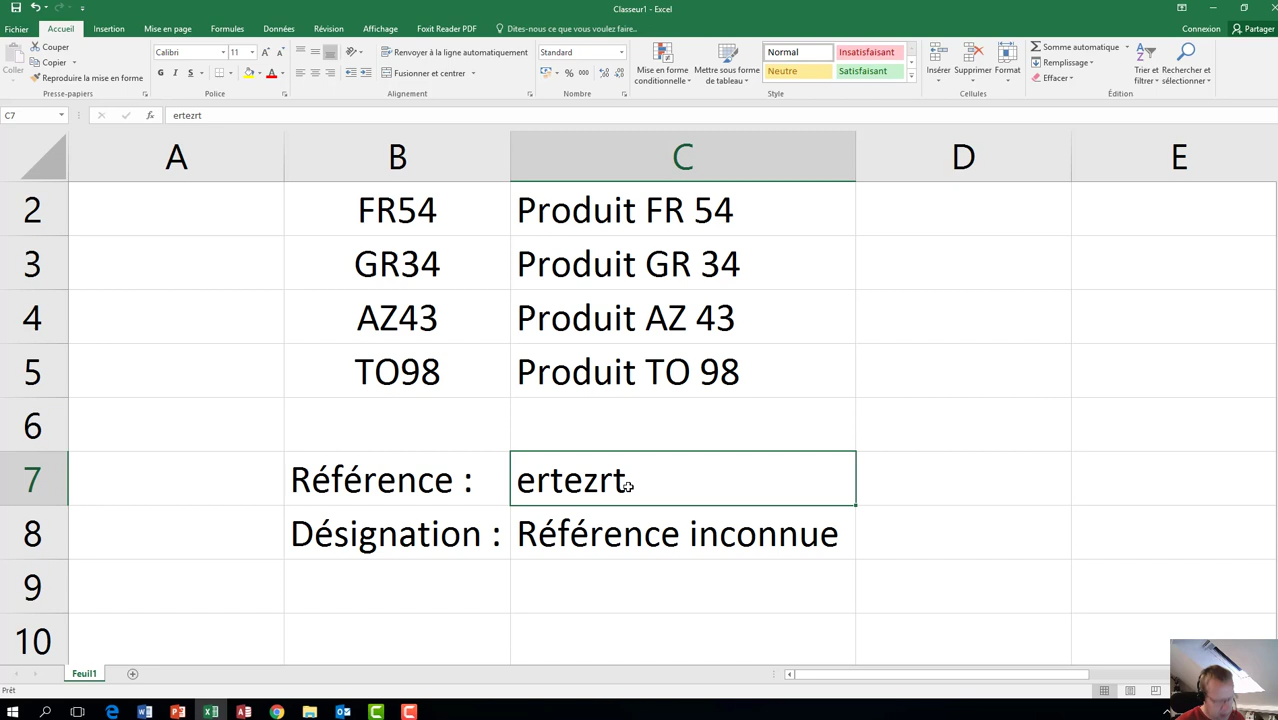 Classeur1 - Excel
Fichier Accueil Insertion Mise en page Formules Données Révision Affichage Foxit Reader PDF Dites-nous ce que vous voulez faire. Connexion Partager
Coller
Couper
Copier
Reproduire la mise en forme
Presse-papiers
Calibri 11
G I S
Police
Renvoyer à la ligne automatiquement
Fusionner et centrer
Alignement
Standard
% 000
Nombre
Mise en forme conditionnelle
Mettre sous forme de tableau
Normal Insatisfaisant
Neutre Satisfaisant
Style
Insérer Supprimer Format
Cellules
Somme automatique
Remplissage
Effacer
Trier et filtrer
Rechercher et sélectionner
Édition
C7 fx ertezrt
A B C D E
2 FR54 Produit FR 54
3 GR34 Produit GR 34
4 AZ43 Produit AZ 43
5 TO98 Produit TO 98
6
7 Référence : ertezrt
8 Désignation : Référence inconnue
9
10
Feuil1
Prêt